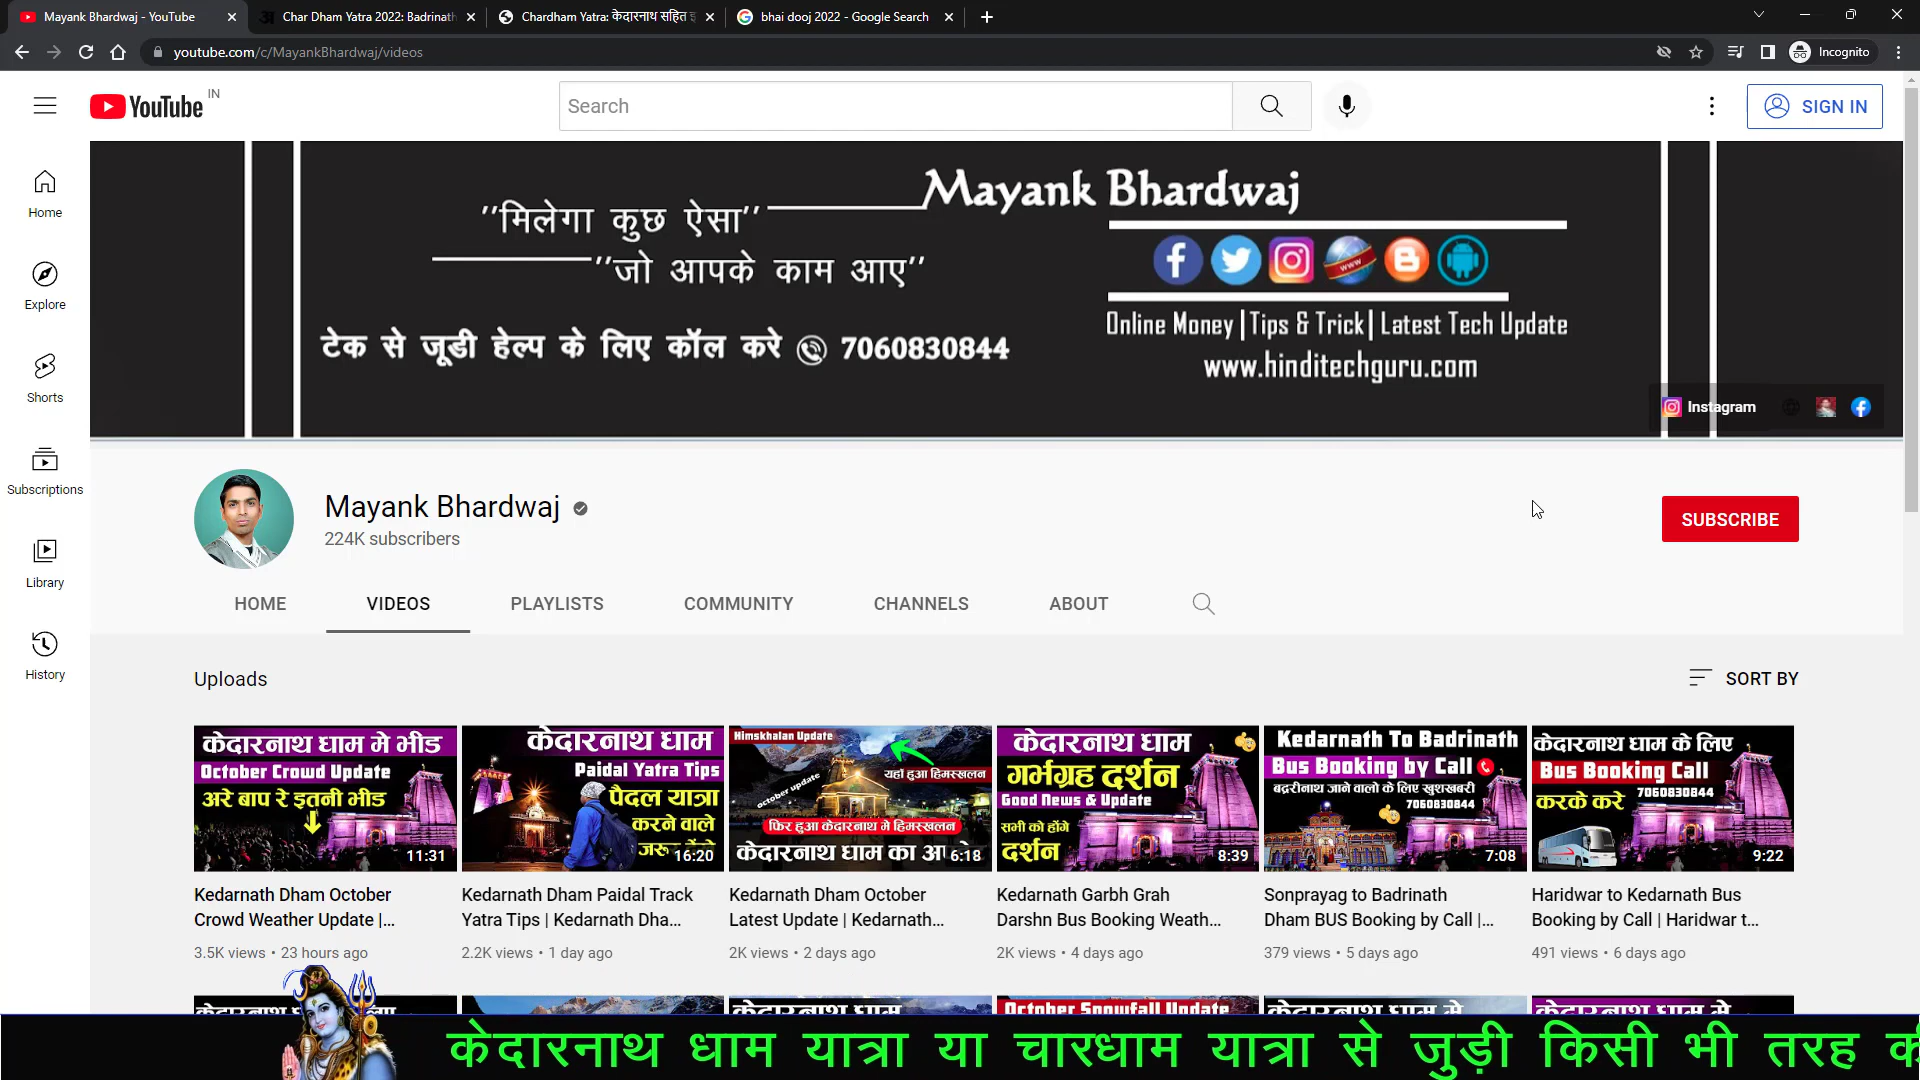 Mayank Bhardwaj - YouTube
Char Dham Yatra 2022: Badrinath
Chardham Yatra: केदारनाथ सहित
bhai dooj 2022 - Google Search
youtube.com/c/MayankBhardwaj/videos
Incognito
YouTube IN
Search
SIGN IN
Home
Explore
Shorts
Subscriptions
Library
History
Mayank Bhardwaj
''मिलेगा कुछ ऐसा''
''जो आपके काम आए''
टेक से जूडी हेल्प के लिए कॉल करे 7060830844
www
Online Money | Tips & Trick | Latest Tech Update
www.hinditechguru.com
Instagram
Mayank Bhardwaj
224K subscribers
SUBSCRIBE
HOME VIDEOS PLAYLISTS COMMUNITY CHANNELS ABOUT
Uploads
SORT BY
केदारनाथ धाम मे भीड
October Crowd Update
अरे बाप रे इतनी भीड
11:31
Kedarnath Dham October
Crowd Weather Update |...
3.5K views • 23 hours ago
केदारनाथ धाम
Paidal Yatra Tips
पैदल यात्रा
करने वाले
16:20
Kedarnath Dham Paidal Track
Yatra Tips | Kedarnath Dha...
2.2K views • 1 day ago
Himskhalan Update
यहाँ हुआ हिमस्खलन
october update
फिर हुआ केदारनाथ मे हिमस्खलन
केदारनाथ धाम का
6:18
Kedarnath Dham October
Latest Update | Kedarnath...
2K views • 2 days ago
केदारनाथ धाम
गर्भग्रह दर्शन
Good News & Update
सभी को होंगे
दर्शन
8:39
Kedarnath Garbh Grah
Darshn Bus Booking Weath...
2K views • 4 days ago
Kedarnath To Badrinath
Bus Booking by Call
बद्ररीनाथ जाने वालो के लिए खुशखबरी
7060830844
7:08
Sonprayag to Badrinath
Dham BUS Booking by Call |...
379 views • 5 days ago
केदारनाथ धाम के लिए
Bus Booking Call
करके करे 7060830844
9:22
Haridwar to Kedarnath Bus
Booking by Call | Haridwar t...
491 views • 6 days ago
October Snowfall Update
केदारनाथ धाम यात्रा या चारधाम यात्रा से जुड़ी किसी भी तरह